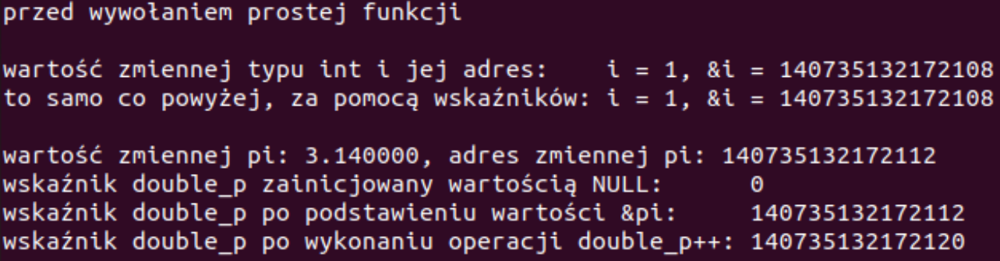 przed wywołaniem prostej funkcji
wartość zmiennej typu int i jej adres:    i = 1, &i = 140735132172108
to samo co powyżej, za pomocą wskaźników: i = 1, &i = 140735132172108
wartość zmiennej pi: 3.140000, adres zmiennej pi: 140735132172112
wskaźnik double_p zainicjowany wartością NULL:      0
wskaźnik double_p po podstawieniu wartości &pi:     140735132172112
wskaźnik double_p po wykonaniu operacji double_p++: 140735132172120